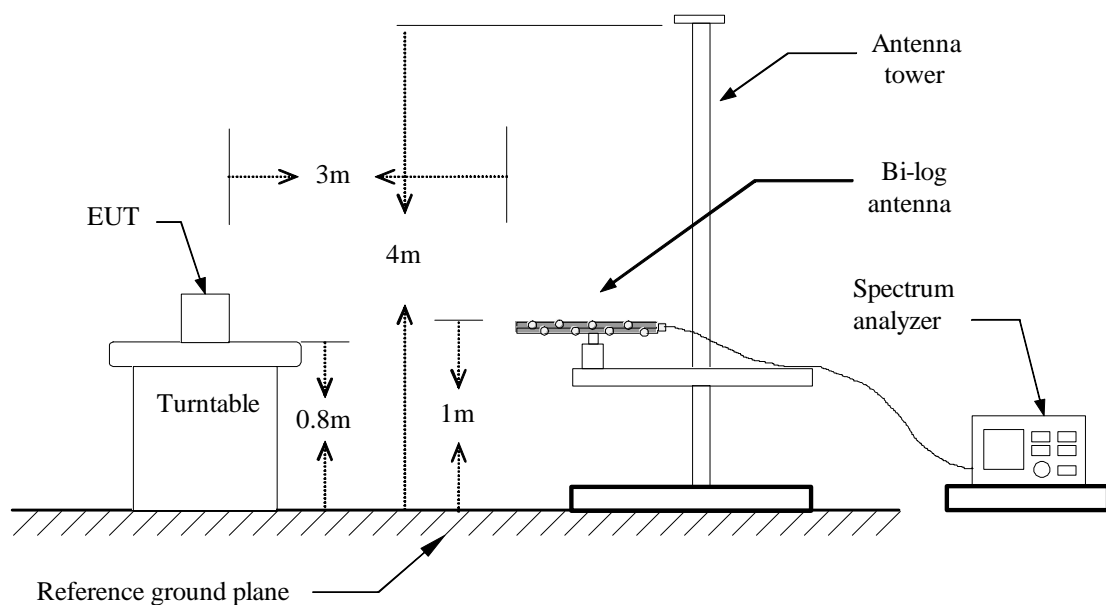 Antenna
tower
3m
Bi-log
antenna
EUT
4m
Spectrum
analyzer
Turntable
0.8m
1m
Reference ground plane